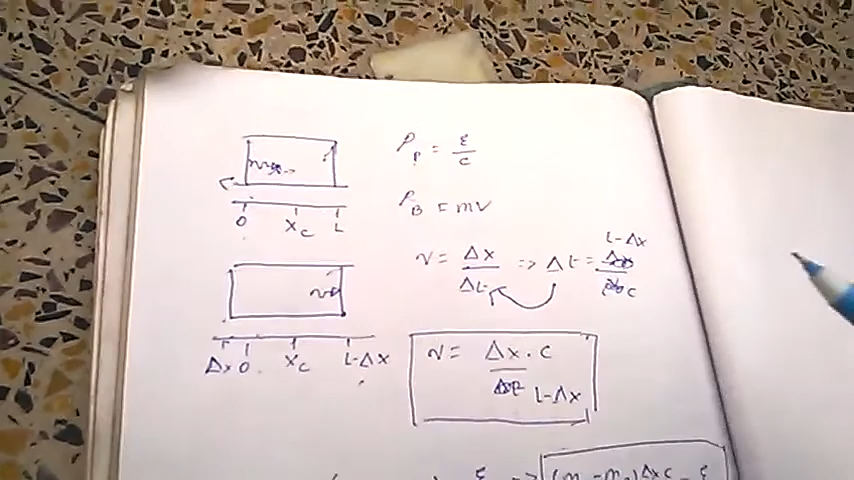 P_P = ε/c
0 x_c L
P_B = mv
v = Δx/Δt => Δt = (L-Δx)/c
Δx 0 x_c L-Δx
v = Δx·c/(L-Δx)